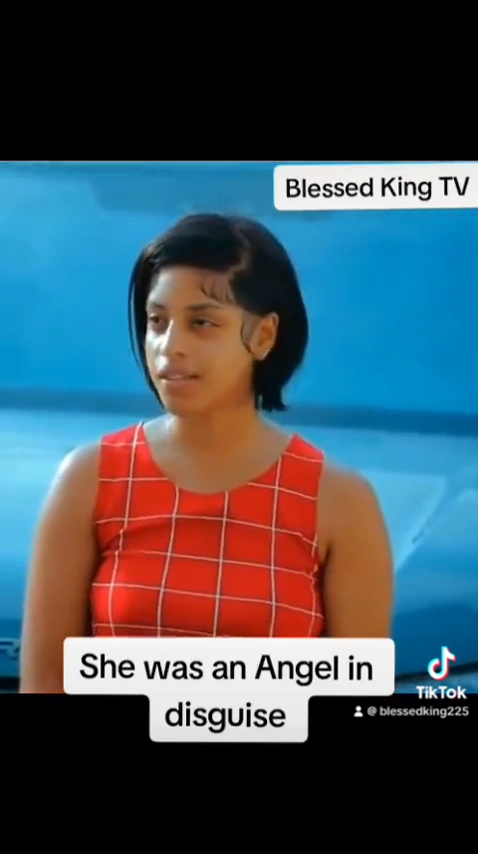 Blessed King TV
She was an Angel in
disguise
TikTok
@ blessedking225